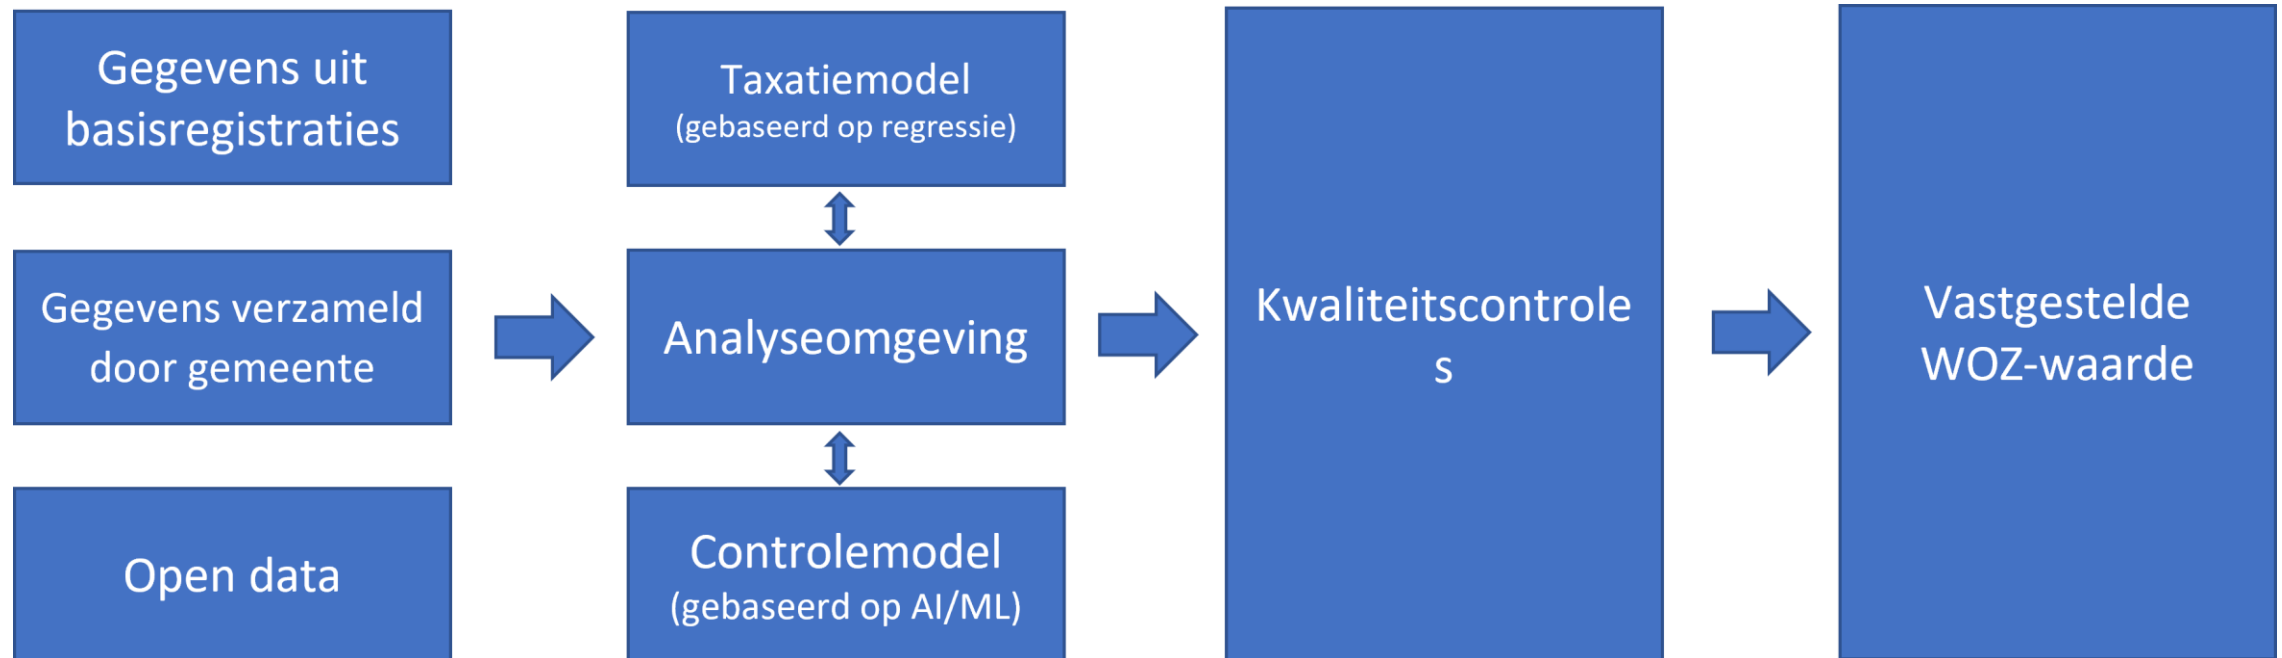 Gegevens uit
basisregistraties
Gegevens verzameld
door gemeente
Open data
Taxatiemodel
(gebaseerd op regressie)
Analyseomgeving
Controlemodel
(gebaseerd op AI/ML)
Kwaliteitscontrole
s
Vastgestelde
WOZ-waarde